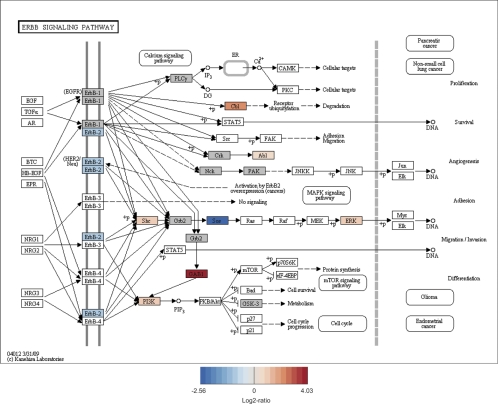 ERBB SIGNALING PATHWAY
Pancreatic cancer
Calcium signaling pathway
ER
Ca2+
IP3
CAMK
Cellular targets
Non-small cell lung cancer
PLCγ
DG
PKC
Cellular targets
Proliferation
(EGFR)
ErbB-1
ErbB-1
EGF
TGFα
AR
+p
Cbl
Receptor ubiquitylation
Degradation
ErbB-1
ErbB-2
STAT5
DNA
Survival
Src
FAK
Adhesion Migration
BTC
HB-EGF
EPR
(HER2/Neu)
ErbB-2
ErbB-2
Crk
Abl
Angiogenesis
Nck
PAK
JNKK
JNK
+p
Jun
Elk
DNA
Activation by ErbB2 overexpression (cancers)
MAPK signaling pathway
ErbB-3
ErbB-3
No signaling
Adhesion
+p
Shc
Grb2
Sos
Ras
Raf
MEK
ERK
+p
Myc
Elk
DNA
NRG1
NRG2
ErbB-2
ErbB-3
Grb2
Migration / Invasion
STAT5
DNA
ErbB-4
ErbB-4
Gab1
mTOR
p70S6K
4EBP
Protein synthesis
mTOR signaling pathway
Differentiation
NRG3
NRG4
PI3K
PIP3
PKB/Akt
Bad
Cell survival
GSK-3
Metabolism
Glioma
ErbB-2
ErbB-4
p27
p21
Cell cycle progression
Cell cycle
Endometrial cancer
04012 3/31/09
(c) Kanehisa Laboratories
-2.56
0
4.03
Log2-ratio